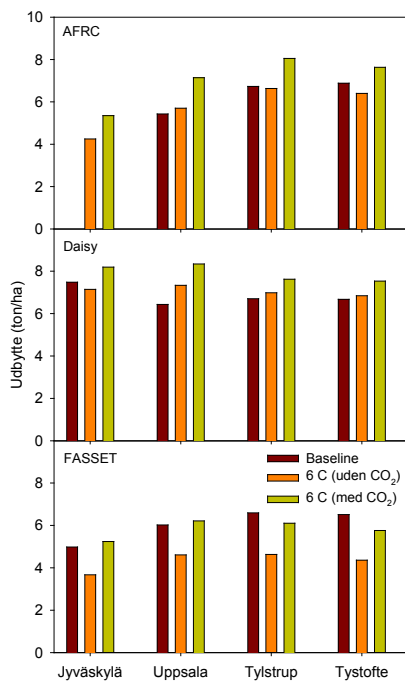 Udbytte (ton/ha)
10
8
6
4
2
0
AFRC
8
6
4
2
0
Daisy
8
6
4
2
0
FASSET
Baseline
6 C (uden CO₂)
6 C (med CO₂)
Jyväskylä Uppsala Tylstrup Tystofte